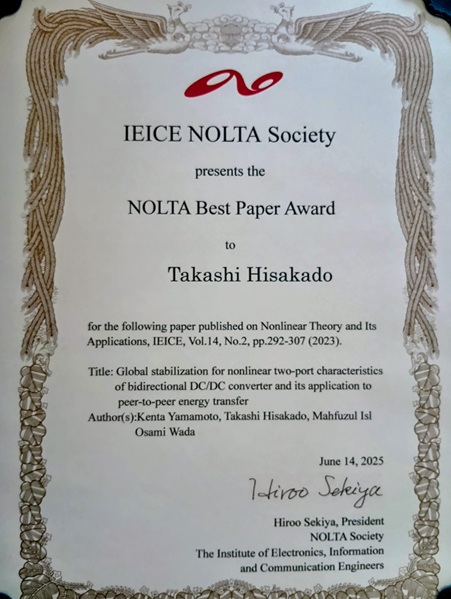 IEICE NOLTA Society
presents the
NOLTA Best Paper Award
to
Takashi Hisakado
for the following paper published on Nonlinear Theory and Its
Applications, IEICE, Vol.14, No.2, pp.292-307 (2023).
Title: Global stabilization for nonlinear two-port characteristics
of bidirectional DC/DC converter and its application to
peer-to-peer energy transfer
Author(s):Kenta Yamamoto, Takashi Hisakado, Mahfuzul Isl
Osami Wada
June 14, 2025
Hiroo Sekiya
Hiroo Sekiya, President
NOLTA Society
The Institute of Electronics, Information
and Communication Engineers